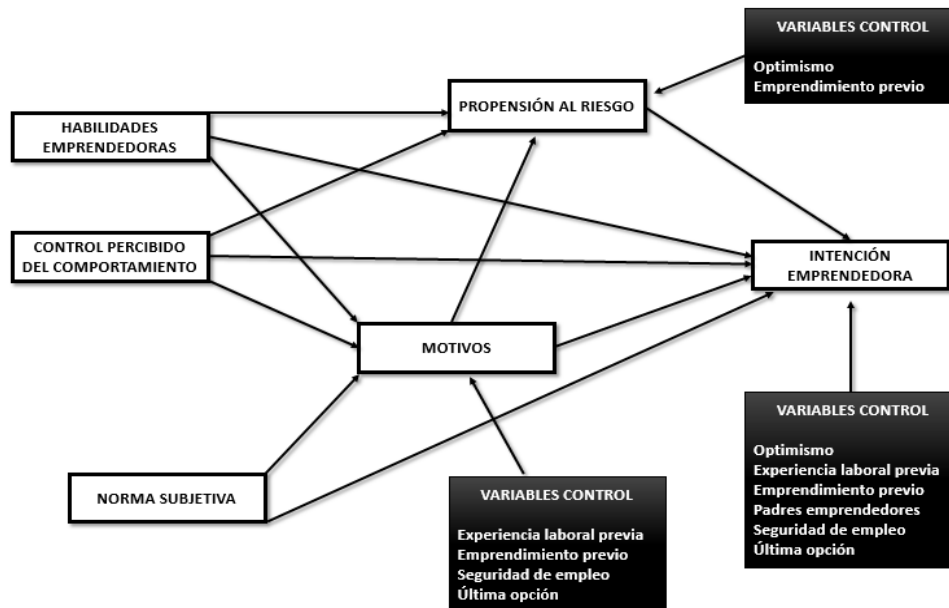 VARIABLES CONTROL
Optimismo
Emprendimiento previo
PROPENSIÓN AL RIESGO
HABILIDADES
EMPRENDEDORAS
CONTROL PERCIBIDO
DEL COMPORTAMIENTO
INTENCIÓN
EMPRENDEDORA
MOTIVOS
NORMA SUBJETIVA
VARIABLES CONTROL
Experiencia laboral previa
Emprendimiento previo
Seguridad de empleo
Última opción
VARIABLES CONTROL
Optimismo
Experiencia laboral previa
Emprendimiento previo
Padres emprendedores
Seguridad de empleo
Última opción